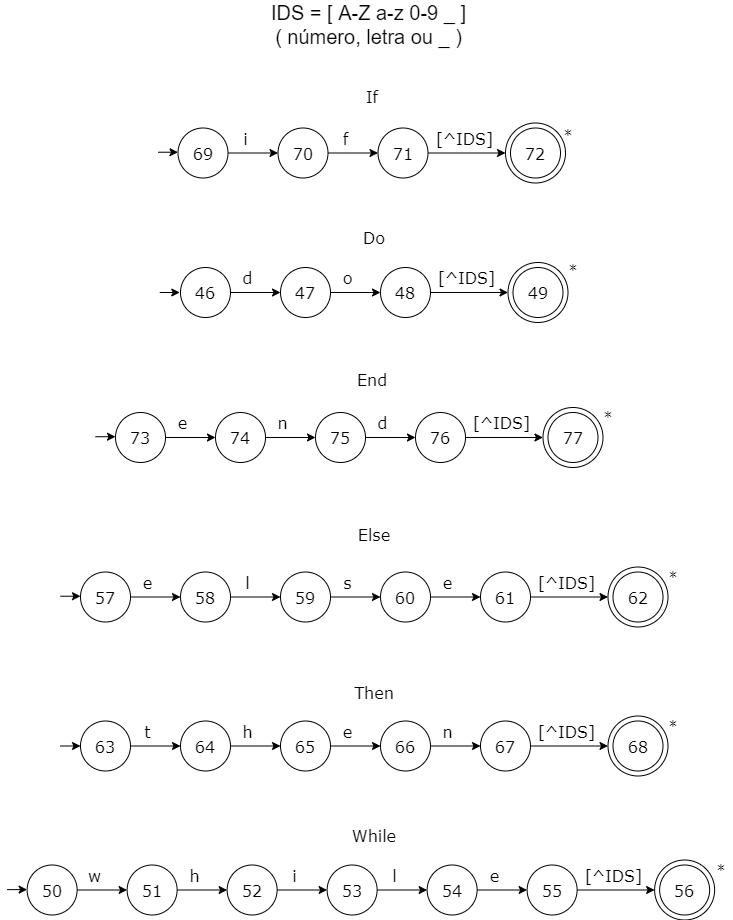 IDS = [ A-Z a-z 0-9 _ ]
( número, letra ou _ )
If
69 i 70 f 71 [^IDS] 72 *
Do
46 d 47 o 48 [^IDS] 49 *
End
73 e 74 n 75 d 76 [^IDS] 77 *
Else
57 e 58 l 59 s 60 e 61 [^IDS] 62 *
Then
63 t 64 h 65 e 66 n 67 [^IDS] 68 *
While
50 w 51 h 52 i 53 l 54 e 55 [^IDS] 56 *